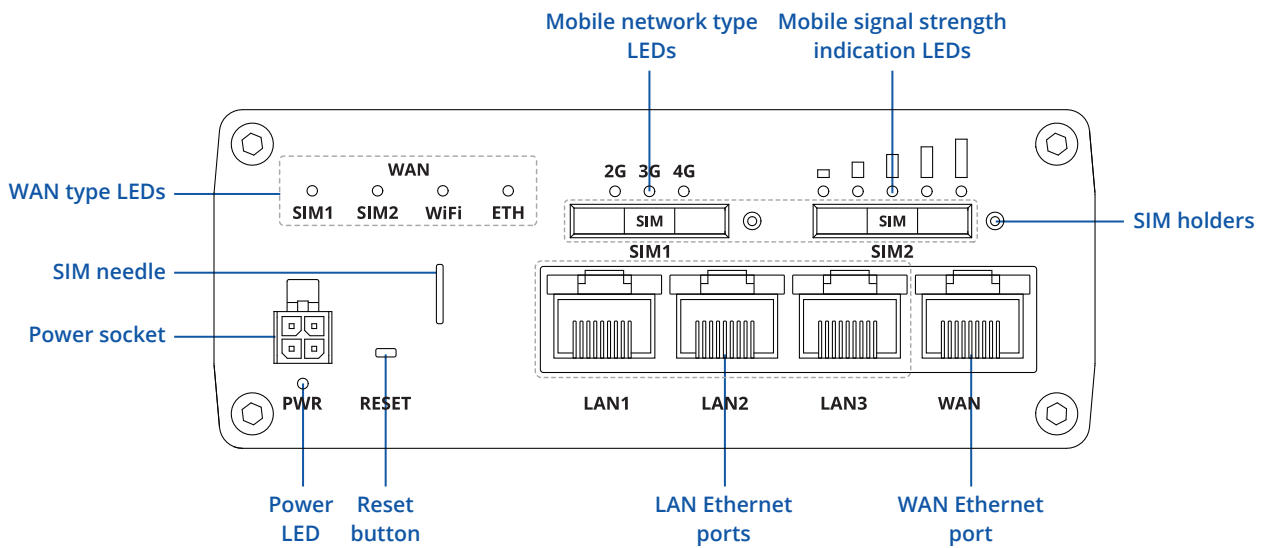 Mobile network type
LEDs
Mobile signal strength
indication LEDs
WAN
2G 3G 4G
WAN type LEDs
SIM1 SIM2 WiFi ETH
SIM
SIM
SIM holders
SIM1
SIM2
SIM needle
Power socket
PWR
RESET
LAN1
LAN2
LAN3
WAN
Power
LED
Reset
button
LAN Ethernet
ports
WAN Ethernet
port